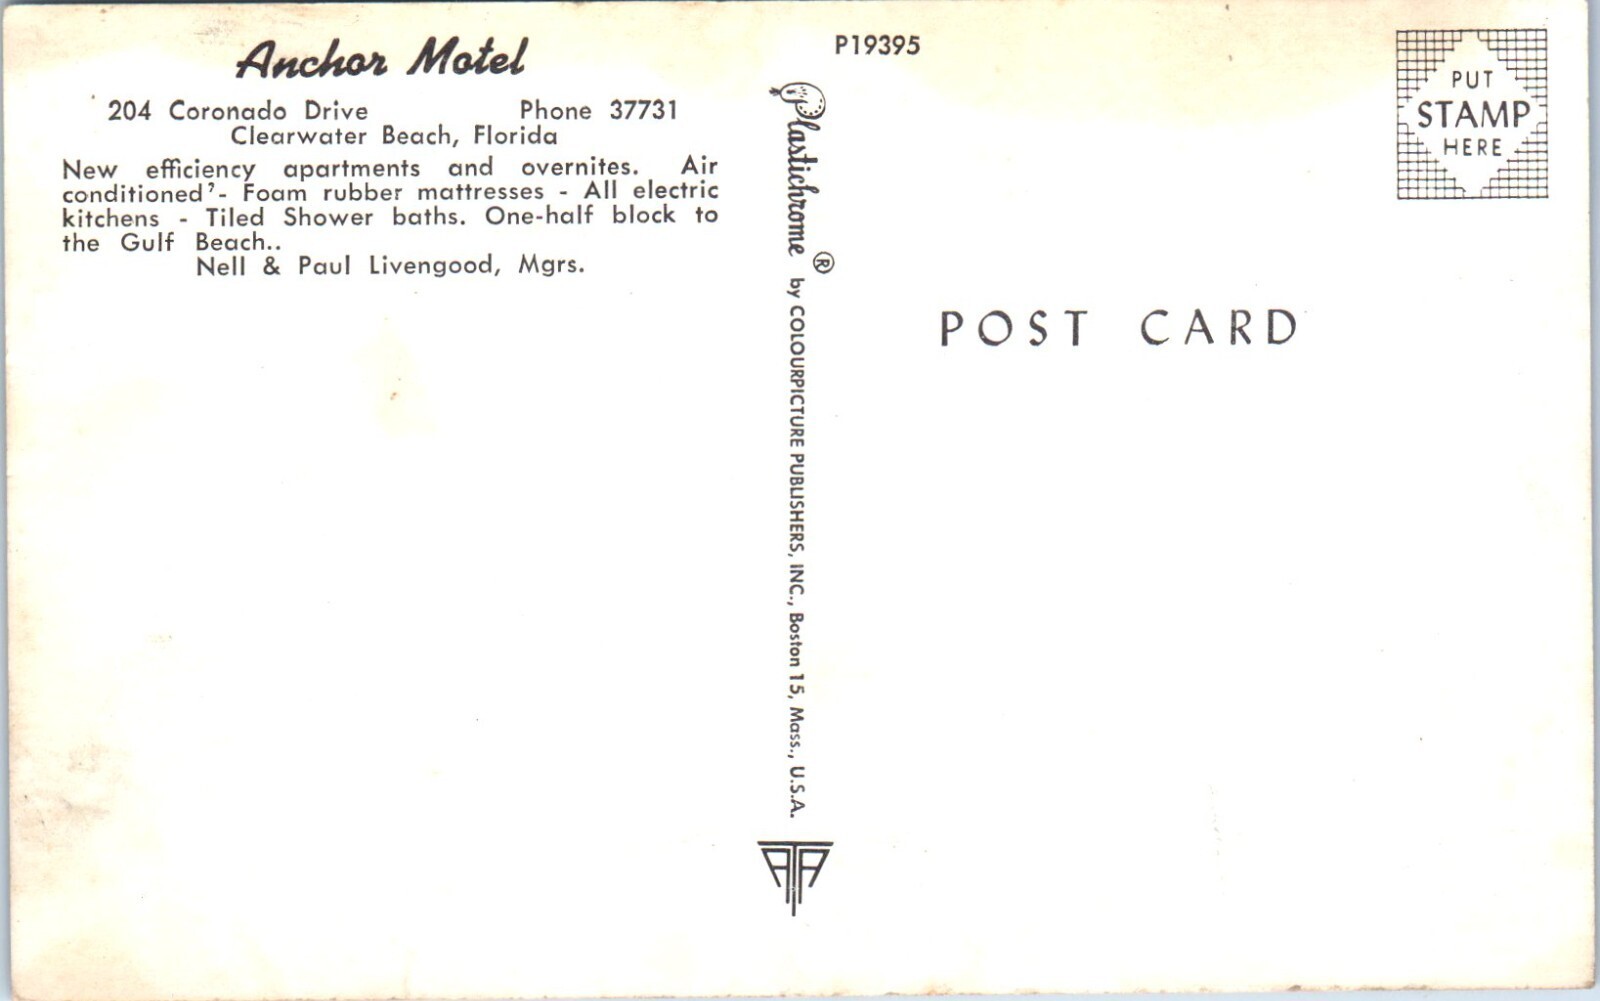 Anchor Motel
204 Coronado Drive Phone 37731
Clearwater Beach, Florida
New efficiency apartments and overnites. Air
conditioned'- Foam rubber mattresses - All electric
kitchens - Tiled Shower baths. One-half block to
the Gulf Beach..
Nell & Paul Livengood, Mgrs.
P19395
Plastichrome ® by COLOURPICTURE PUBLISHERS, INC., Boston 15, Mass., U.S.A.
ATA
PUT
STAMP
HERE
POST CARD